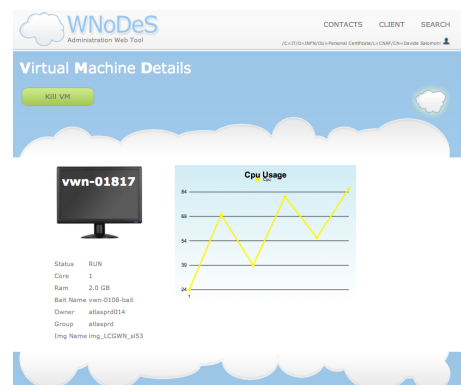 WNoDeS
Administration Web Tool
CONTACTS CLIENT SEARCH
/C=IT/O=INFN/OU=Personal Certificate/L=CNAF/CN=Davide Salomoni
Virtual Machine Details
Kill VM
vwn-01817
Cpu Usage
Cpu
84
69
54
39
24
1
Status RUN
Core 1
Ram 2.0 GB
Bait Name vwn-0108-bait
Owner atlasprd014
Group atlasprd
Img Name img_LCGWN_sl53